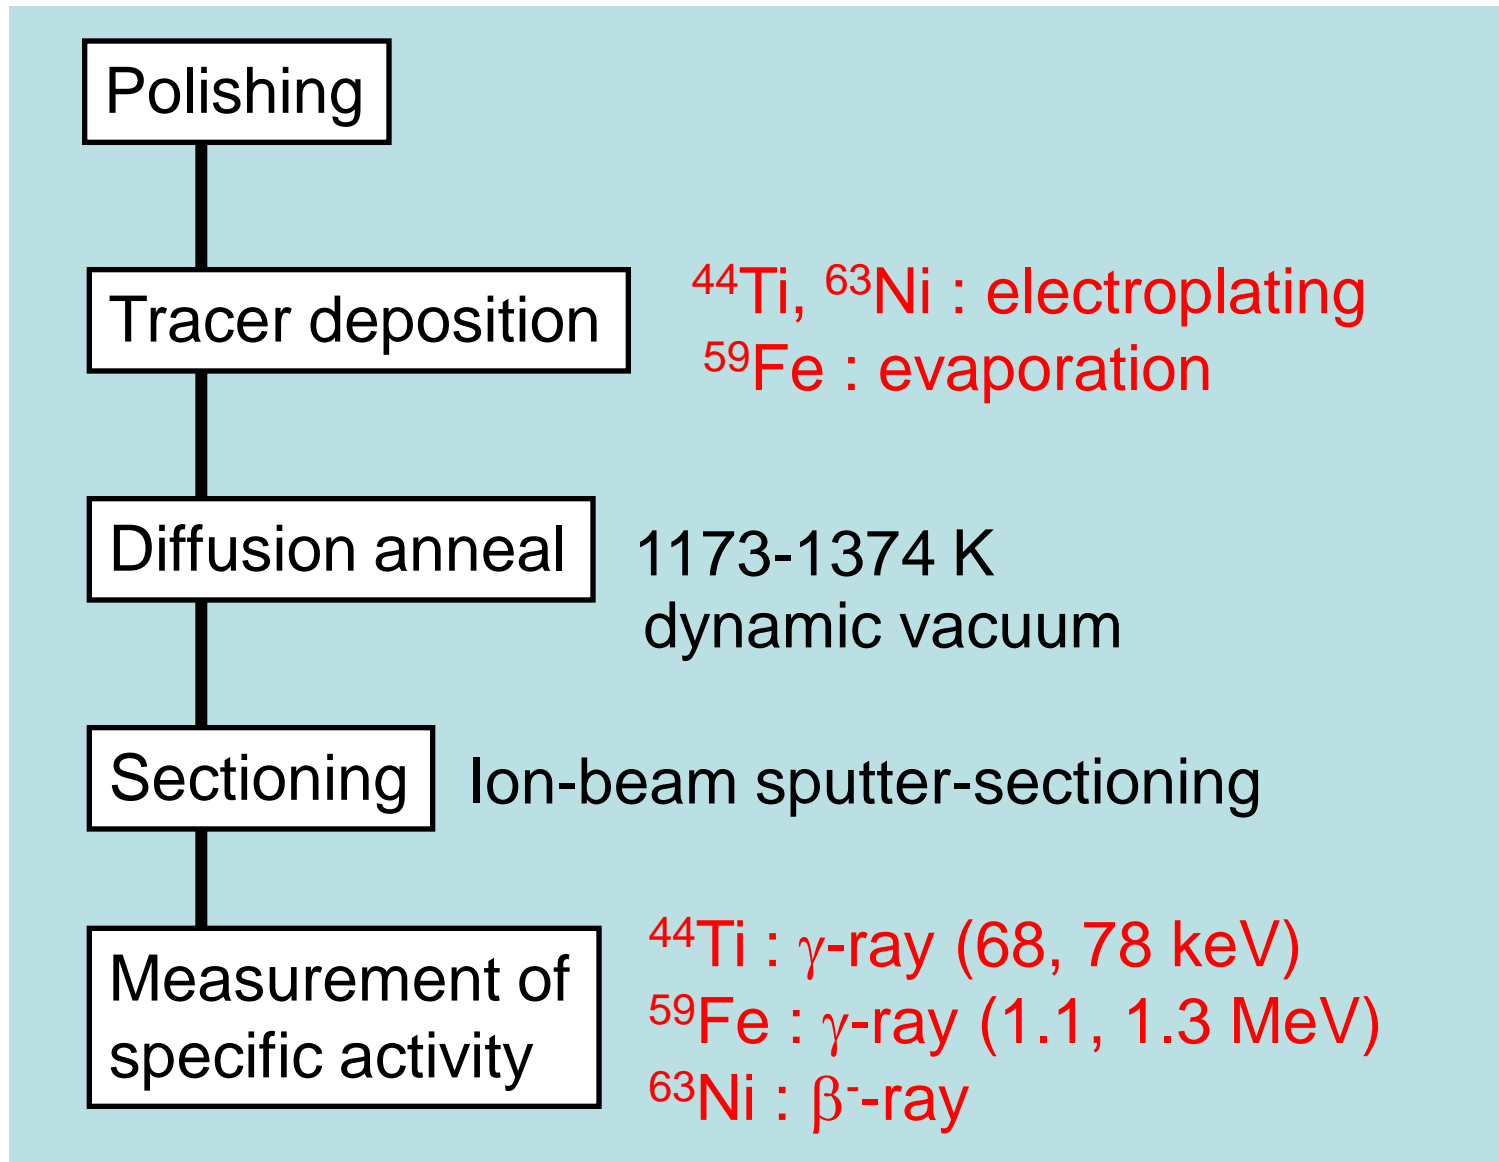 Polishing
Tracer deposition
⁴⁴Ti, ⁶³Ni : electroplating
⁵⁹Fe : evaporation
Diffusion anneal
1173-1374 K
dynamic vacuum
Sectioning
Ion-beam sputter-sectioning
Measurement of
specific activity
⁴⁴Ti : γ-ray (68, 78 keV)
⁵⁹Fe : γ-ray (1.1, 1.3 MeV)
⁶³Ni : β⁻-ray